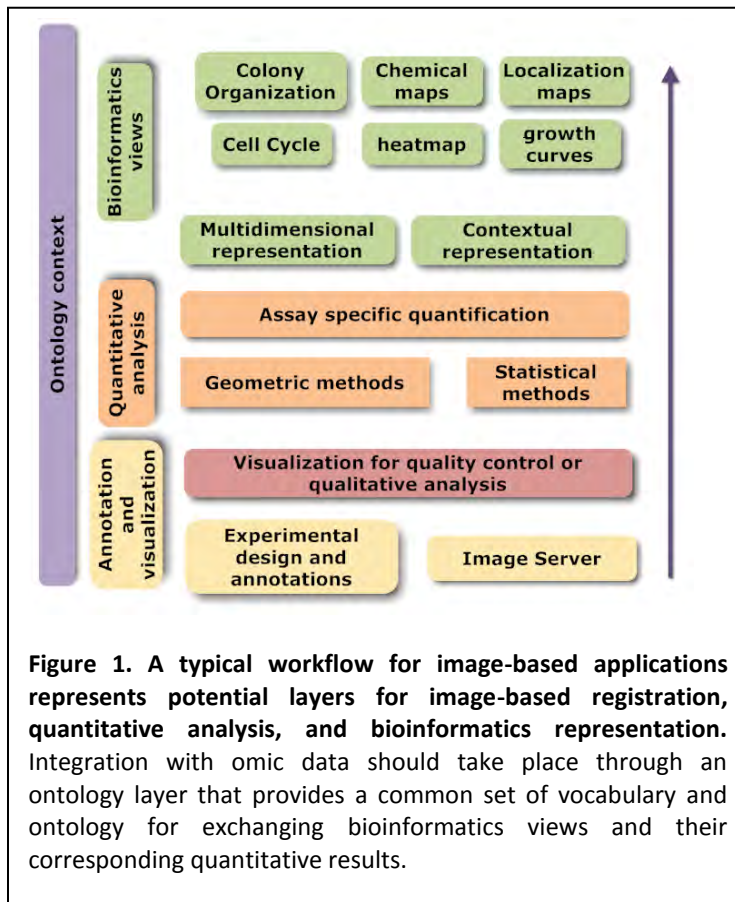 Ontology context
Bioinformatics
views
Colony
Organization
Chemical
maps
Localization
maps
Cell Cycle
heatmap
growth
curves
Multidimensional
representation
Contextual
representation
Quantitative
analysis
Assay specific quantification
Geometric methods
Statistical
methods
Annotation
and
visualization
Visualization for quality control or
qualitative analysis
Experimental
design and
annotations
Image Server
Figure 1. A typical workflow for image-based applications
represents potential layers for image-based registration,
quantitative analysis, and bioinformatics representation.
Integration with omic data should take place through an
ontology layer that provides a common set of vocabulary and
ontology for exchanging bioinformatics views and their
corresponding quantitative results.